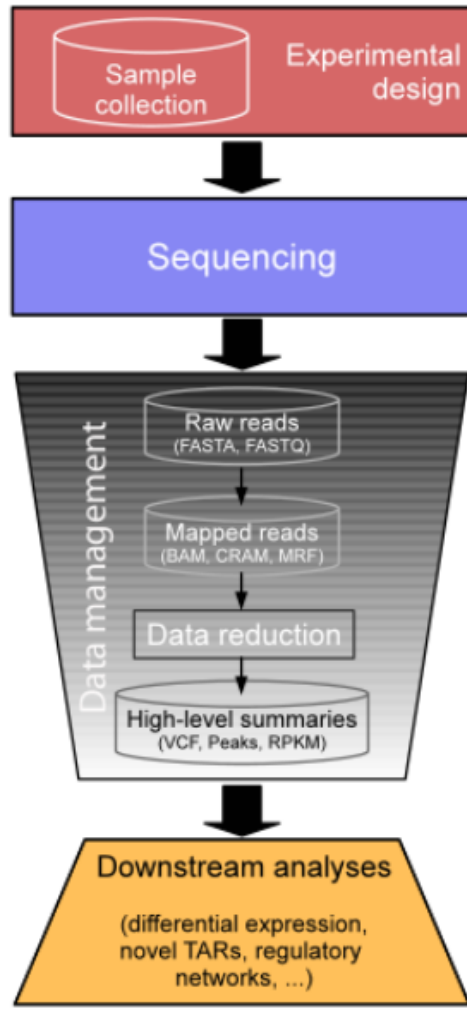 Sample
collection
Experimental
design
Sequencing
Data management
Raw reads
(FASTA, FASTQ)
Mapped reads
(BAM, CRAM, MRF)
Data reduction
High-level summaries
(VCF, Peaks, RPKM)
Downstream analyses
(differential expression,
novel TARs, regulatory
networks, ...)